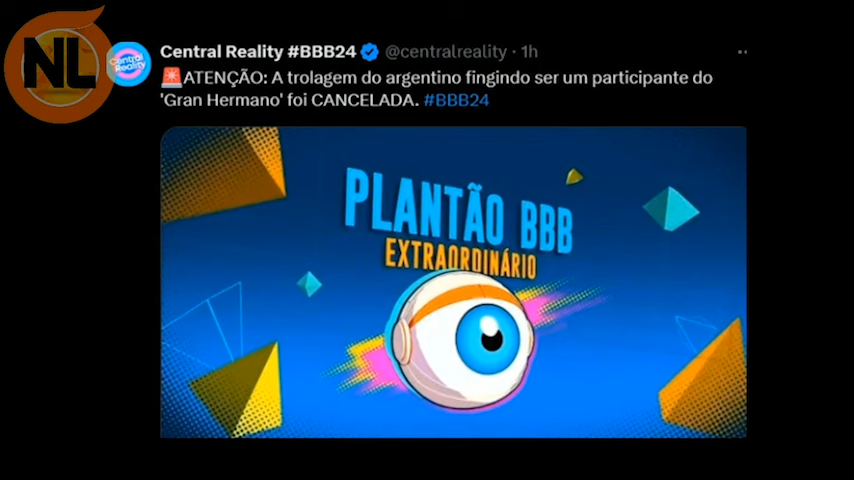 NL
Central Reality
Central Reality #BBB24 @centralreality · 1h
🚨ATENÇÃO: A trolagem do argentino fingindo ser um participante do
'Gran Hermano' foi CANCELADA. #BBB24
PLANTÃO BBB
EXTRAORDINÁRIO